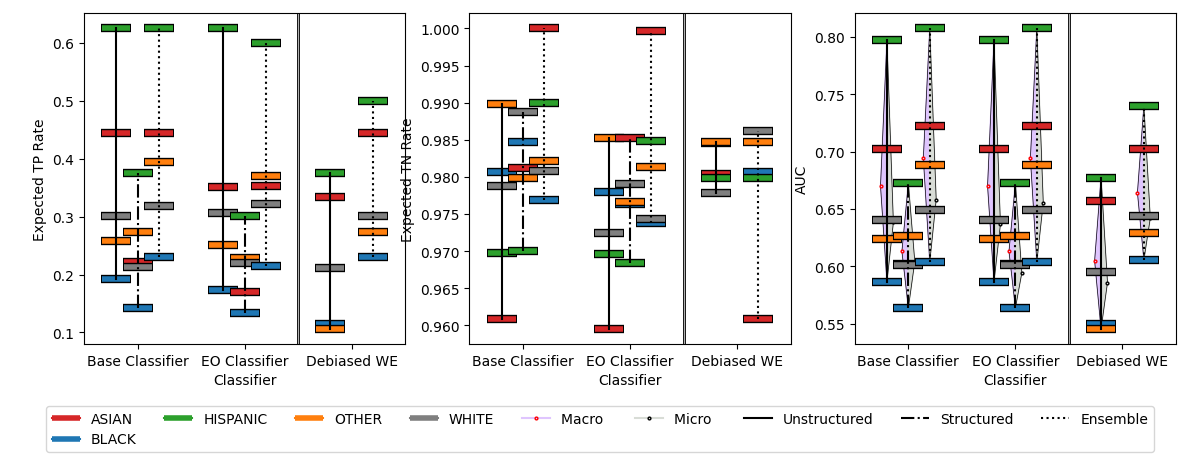 Expected TP Rate
0.6
0.5
0.4
0.3
0.2
0.1
Base Classifier EO Classifier Debiased WE
Classifier
Expected TN Rate
1.000
0.995
0.990
0.985
0.980
0.975
0.970
0.965
0.960
Base Classifier EO Classifier Debiased WE
Classifier
AUC
0.80
0.75
0.70
0.65
0.60
0.55
Base Classifier EO Classifier Debiased WE
Classifier
ASIAN HISPANIC OTHER WHITE Macro Micro Unstructured Structured Ensemble
BLACK